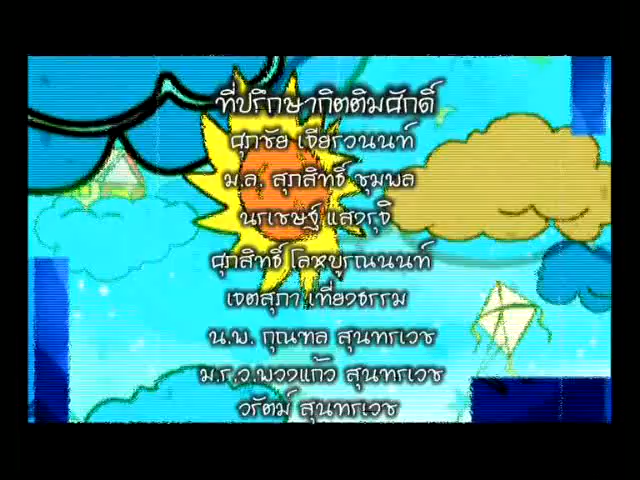 ที่ปรึกษากิตติมศักดิ์
ศุภชัย เจียรวนนท์
ม.ล. สุภสิทธิ์ ชุมพล
นรเชษฐ์ แสงรุจิ
ศุภสิทธิ์ โลหบูรณนนท์
เจตสุภา เที่ยงธรรม
น.พ. กุณฑล สุนทรเวช
ม.ร.ว.พวงแก้ว สุนทรเวช
วรัตม์ สุนทรเวช